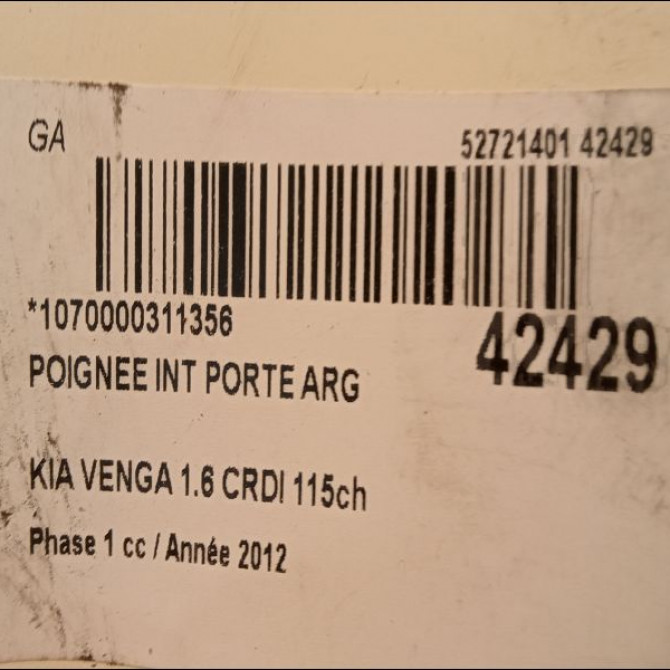 GA
52721401 42429
*1070000311356
42429
POIGNEE INT PORTE ARG
KIA VENGA 1.6 CRDI 115ch
Phase 1 cc / Année 2012